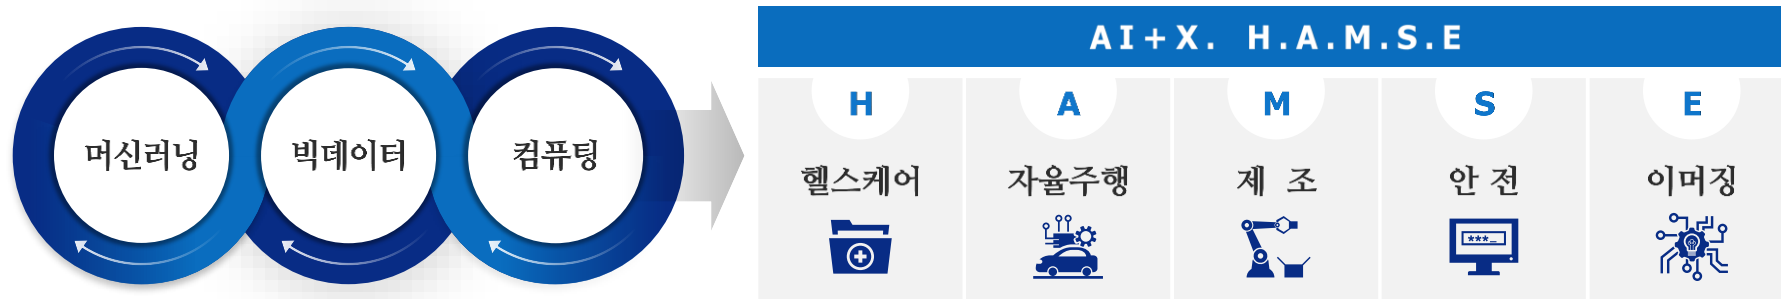 머신러닝
빅데이터
컴퓨팅
AI+X. H.A.M.S.E
H
A
M
S
E
헬스케어
자율주행
제 조
안 전
이머징
***_